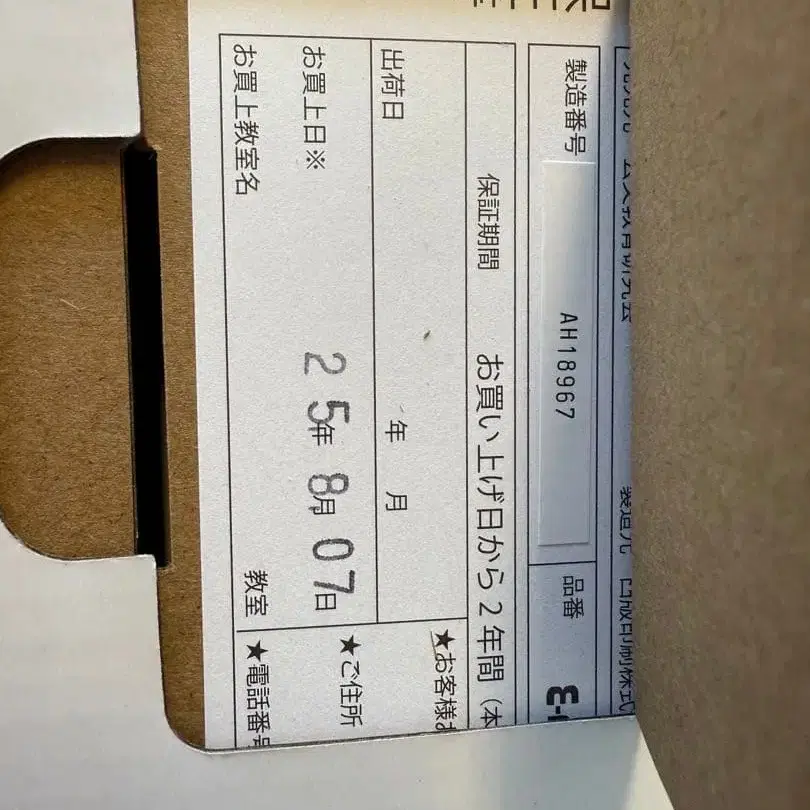 製造番号 AH18967 品番 E-
保証期間 お買い上げ日から2年間（本
出荷日 年 月
★お客様
お買上日※ 25年 8月 07日
★ご住所
お買上教室名 教室
★電話番号